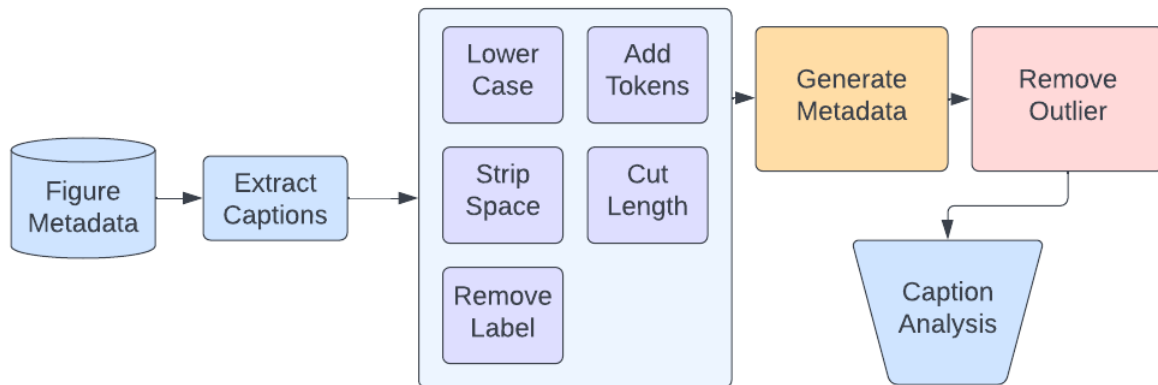 Figure
Metadata
Extract
Captions
Lower
Case
Add
Tokens
Strip
Space
Cut
Length
Remove
Label
Generate
Metadata
Remove
Outlier
Caption
Analysis